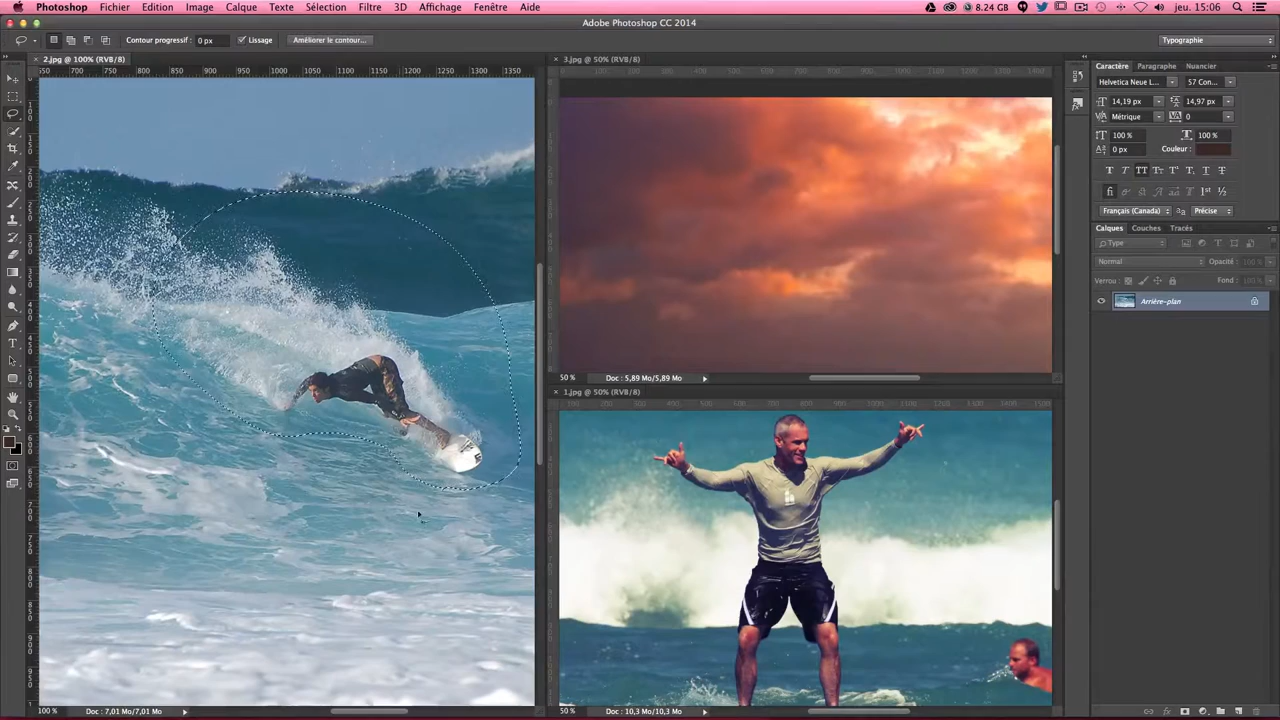 Photoshop Fichier Edition Image Calque Texte Sélection Filtre 3D Affichage Fenêtre Aide 8.24 GB jeu. 15:06
Adobe Photoshop CC 2014
Contour progressif : 0 px Lissage Améliorer le contour... Typographie
× 2.jpg @ 100% (RVB/8)
× 3.jpg @ 50% (RVB/8)
Caractère Paragraphe Nuancier
Helvetica Neue L... 57 Con...
14,19 px 14,97 px
Métrique 0
100 % 100 %
0 px Couleur :
Français (Canada) Précise
Calques Couches Tracés
Type
Normal Opacité : 100 %
Verrou : Fond : 100 %
Arrière-plan
50 % Doc : 5,89 Mo/5,89 Mo
× 1.jpg @ 50% (RVB/8)
100 % Doc : 7,01 Mo/7,01 Mo
50 % Doc : 10,3 Mo/10,3 Mo